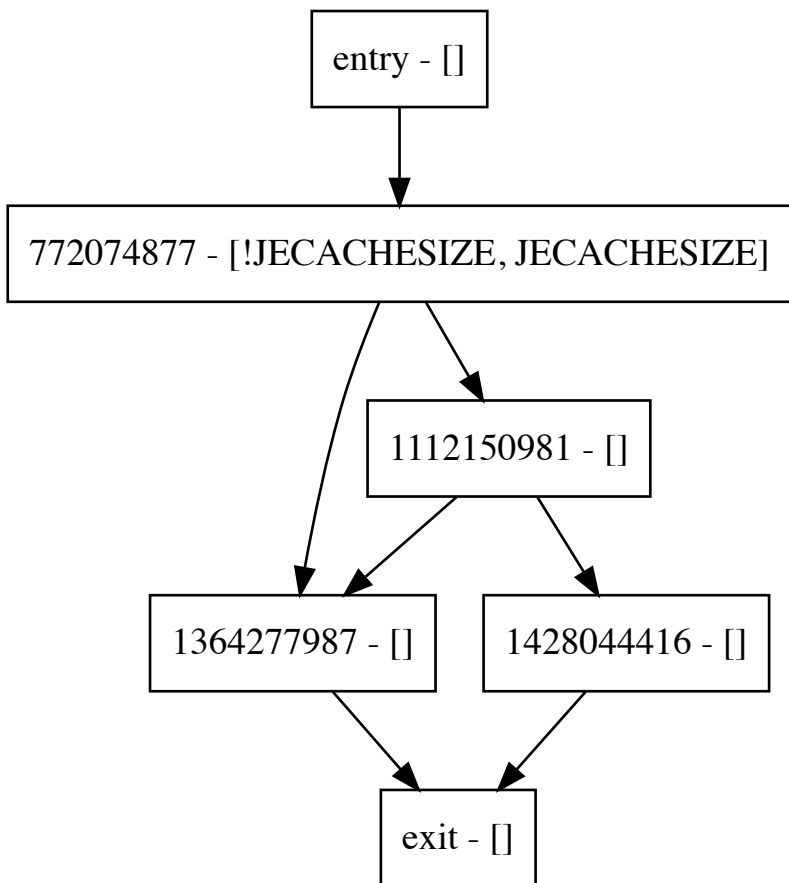 entry - []
772074877 - [!JECACHESIZE, JECACHESIZE]
1112150981 - []
1364277987 - []
1428044416 - []
exit - []